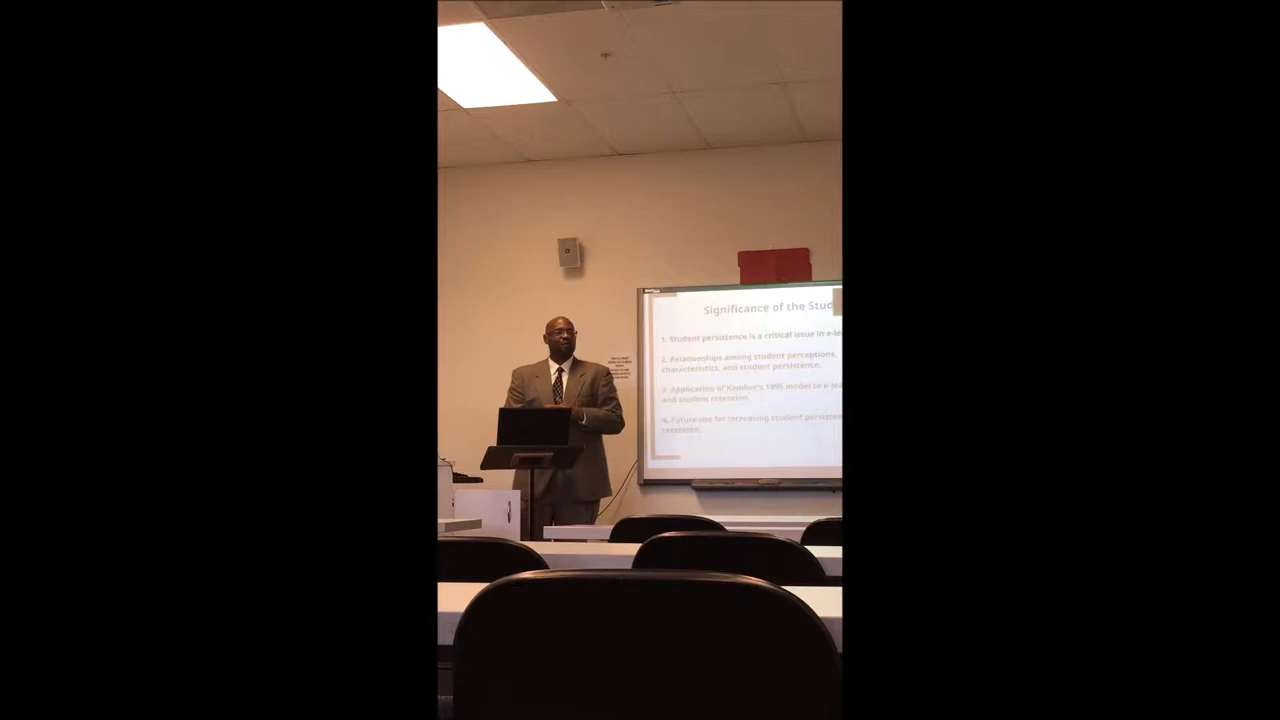 Significance of the Stud
1. Student persistence is a critical issue in e-le
2. Relationships among student perceptions,
characteristics, and student persistence.
3. Application of Kember's 1995 model to e-lea
and student retention.
4. Future use for increasing student persisten
retention.